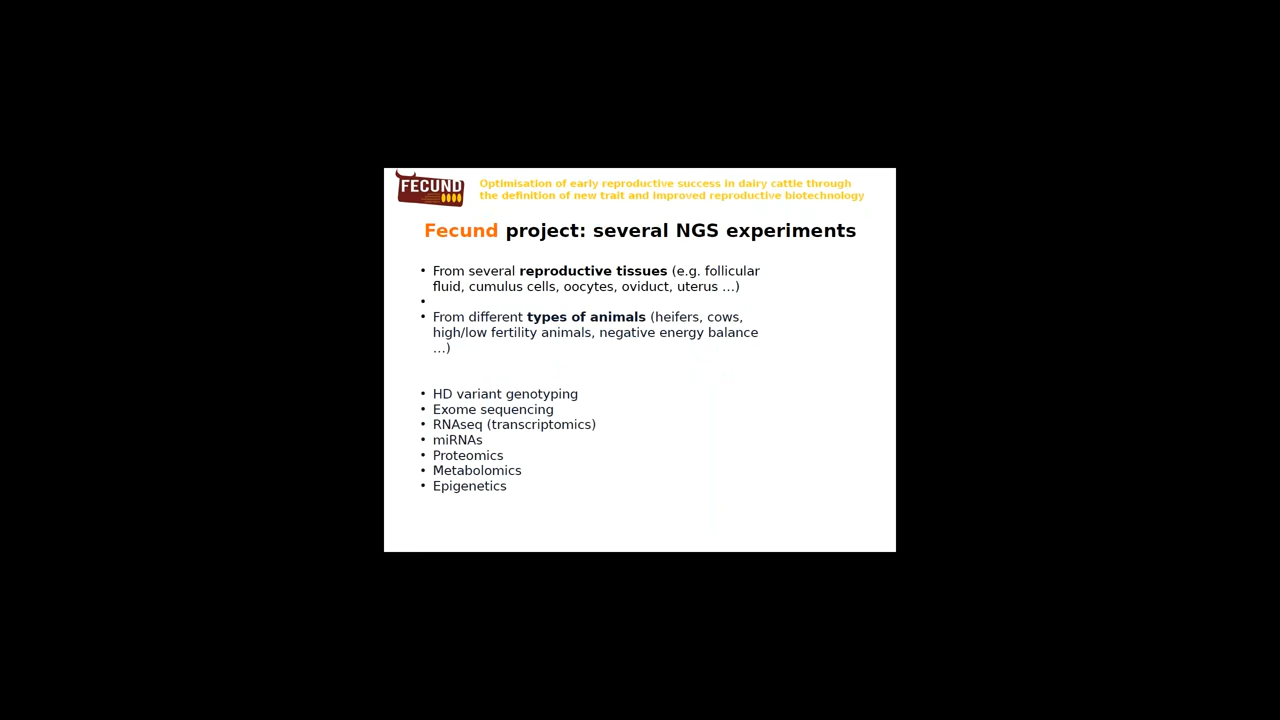 FECUND
Optimisation of early reproductive success in dairy cattle through
the definition of new trait and improved reproductive biotechnology
Fecund project: several NGS experiments
• From several reproductive tissues (e.g. follicular
fluid, cumulus cells, oocytes, oviduct, uterus ...)
•
• From different types of animals (heifers, cows,
high/low fertility animals, negative energy balance
...)
• HD variant genotyping
• Exome sequencing
• RNAseq (transcriptomics)
• miRNAs
• Proteomics
• Metabolomics
• Epigenetics